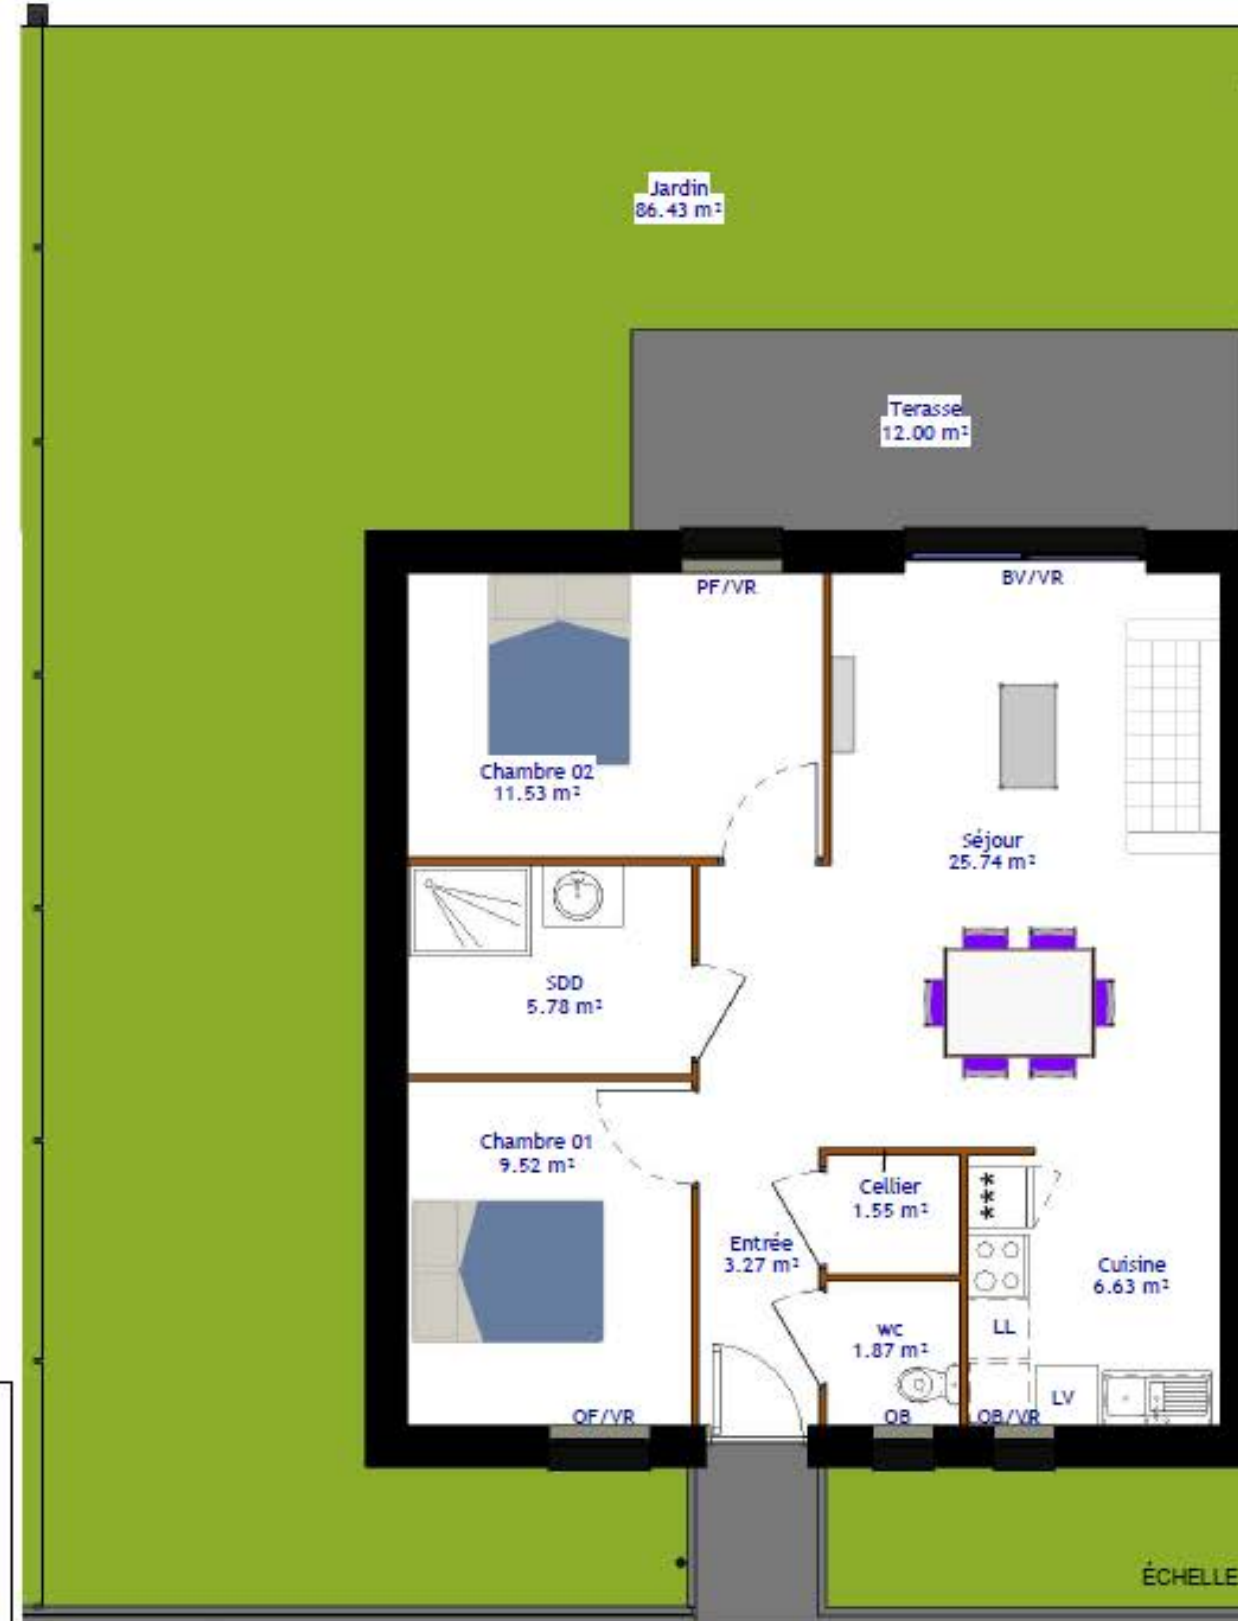 Jardin
86.43 m²
Terasse
12.00 m²
PF/VR
BV/VR
Chambre 02
11.53 m²
Séjour
25.74 m²
SDD
5.78 m²
Chambre 01
9.52 m²
Cellier
1.55 m²
Entrée
3.27 m²
Cuisine
6.63 m²
WC
1.87 m²
LL
LV
OF/VR
OB
OB/VR
ÉCHELLE